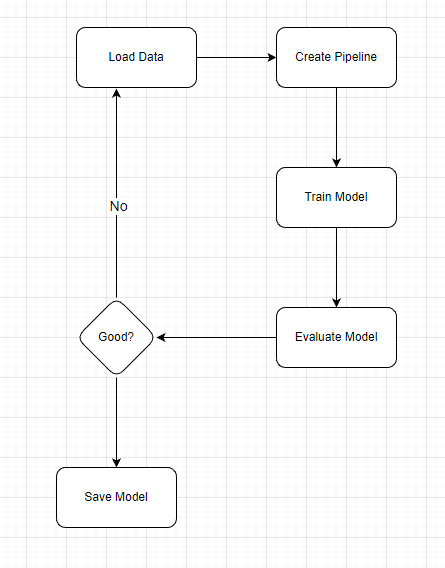 Load Data
Create Pipeline
Train Model
No
Good?
Evaluate Model
Save Model